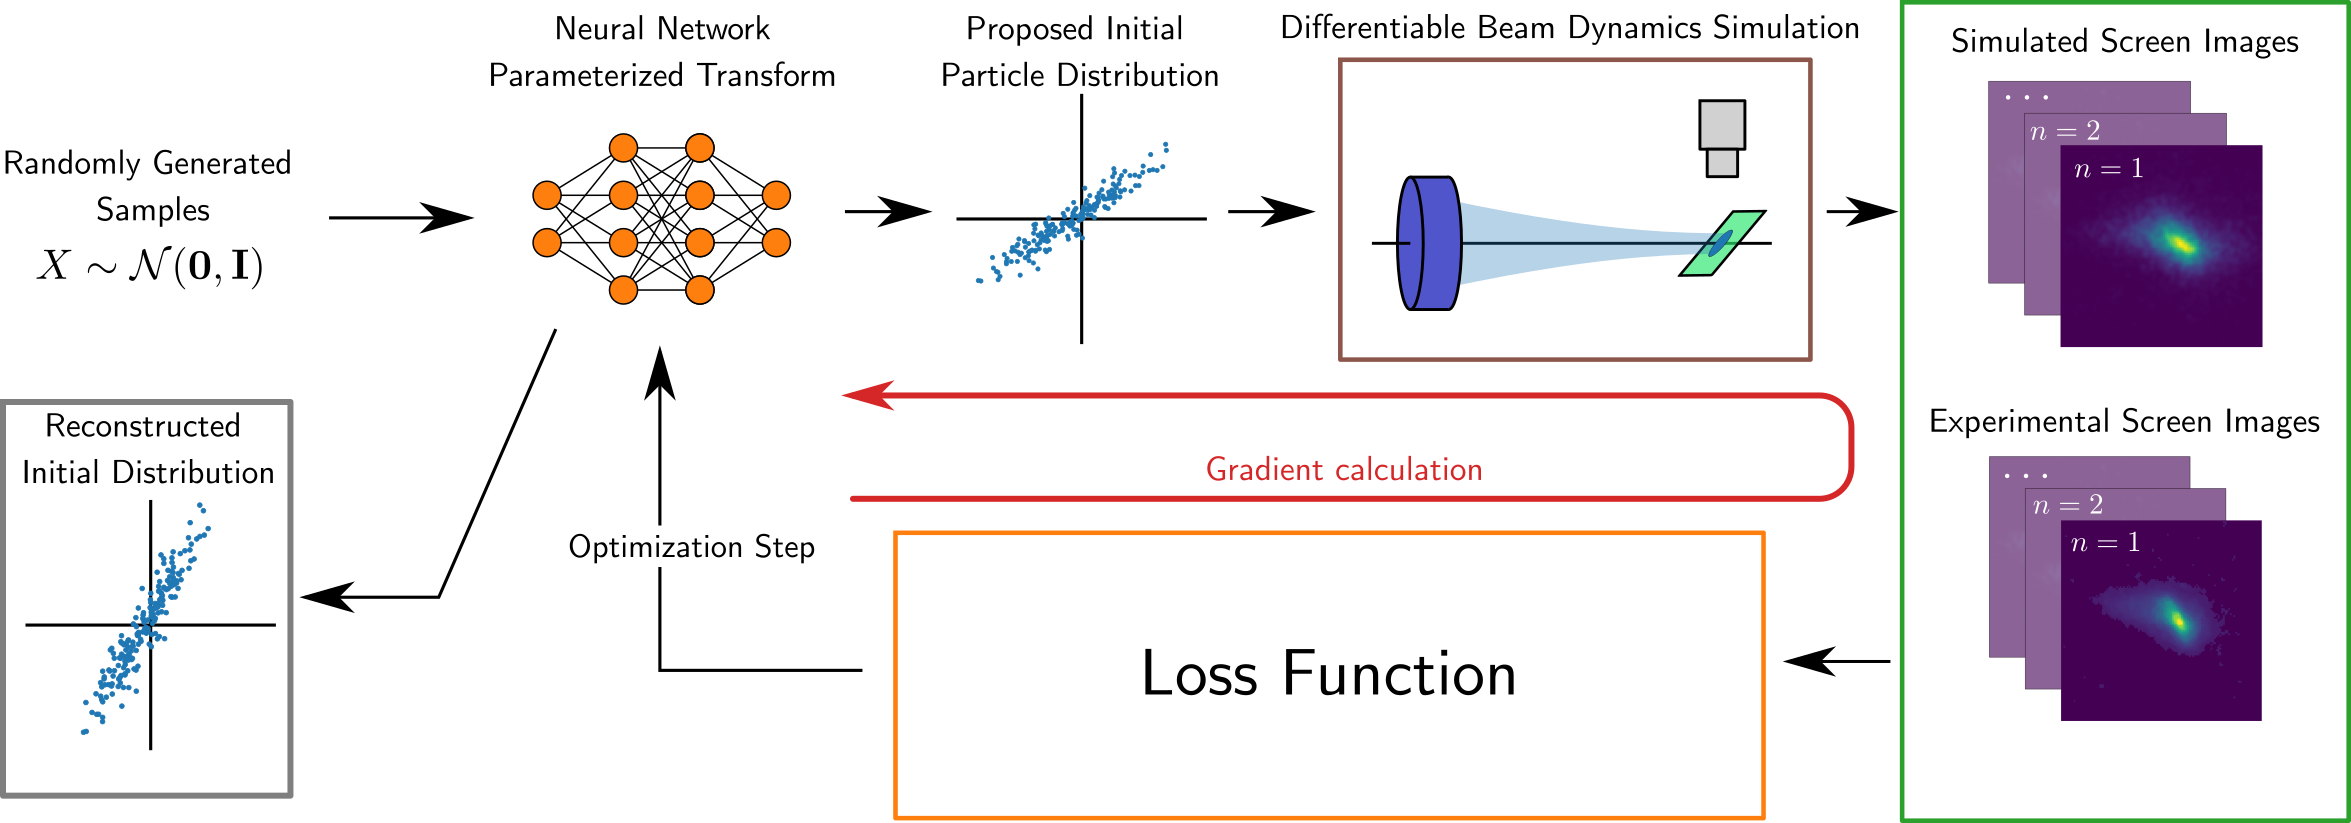 Randomly Generated
Samples
X ∼ 𝒩(𝟎, 𝐈)
Neural Network
Parameterized Transform
Proposed Initial
Particle Distribution
Differentiable Beam Dynamics Simulation
Simulated Screen Images
. . .
n = 2
n = 1
Experimental Screen Images
. . .
n = 2
n = 1
Gradient calculation
Loss Function
Optimization Step
Reconstructed
Initial Distribution